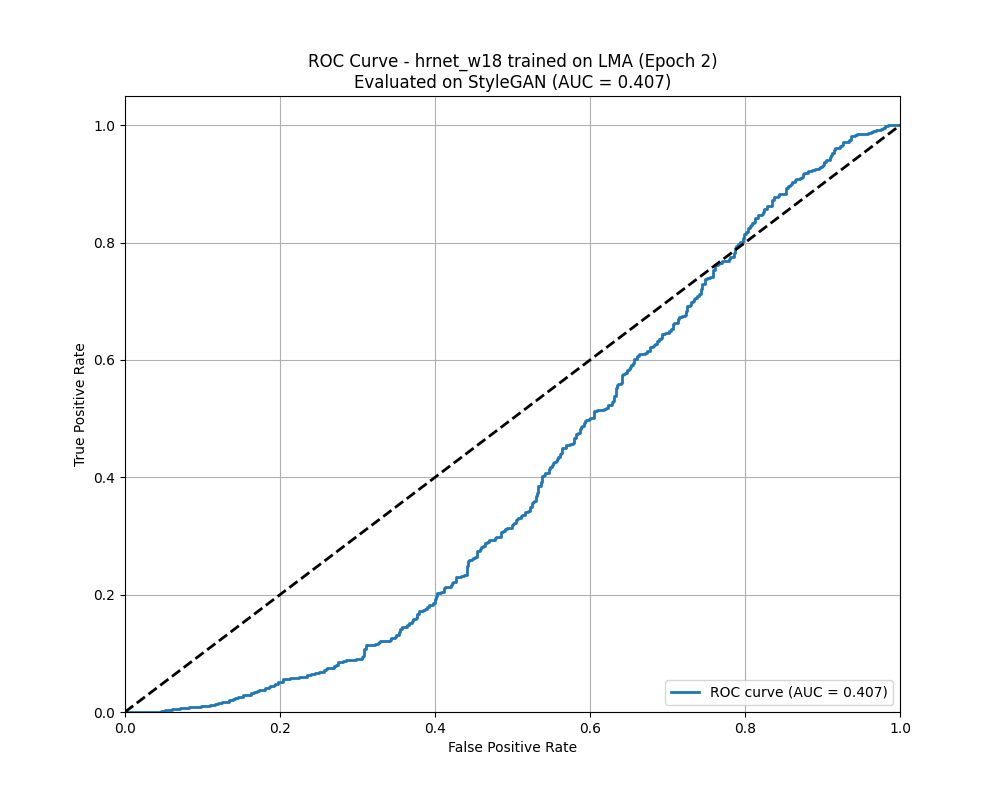 ROC Curve - hrnet_w18 trained on LMA (Epoch 2)
Evaluated on StyleGAN (AUC = 0.407)
True Positive Rate
1.0
0.8
0.6
0.4
0.2
0.0
0.0 0.2 0.4 0.6 0.8 1.0
False Positive Rate
ROC curve (AUC = 0.407)